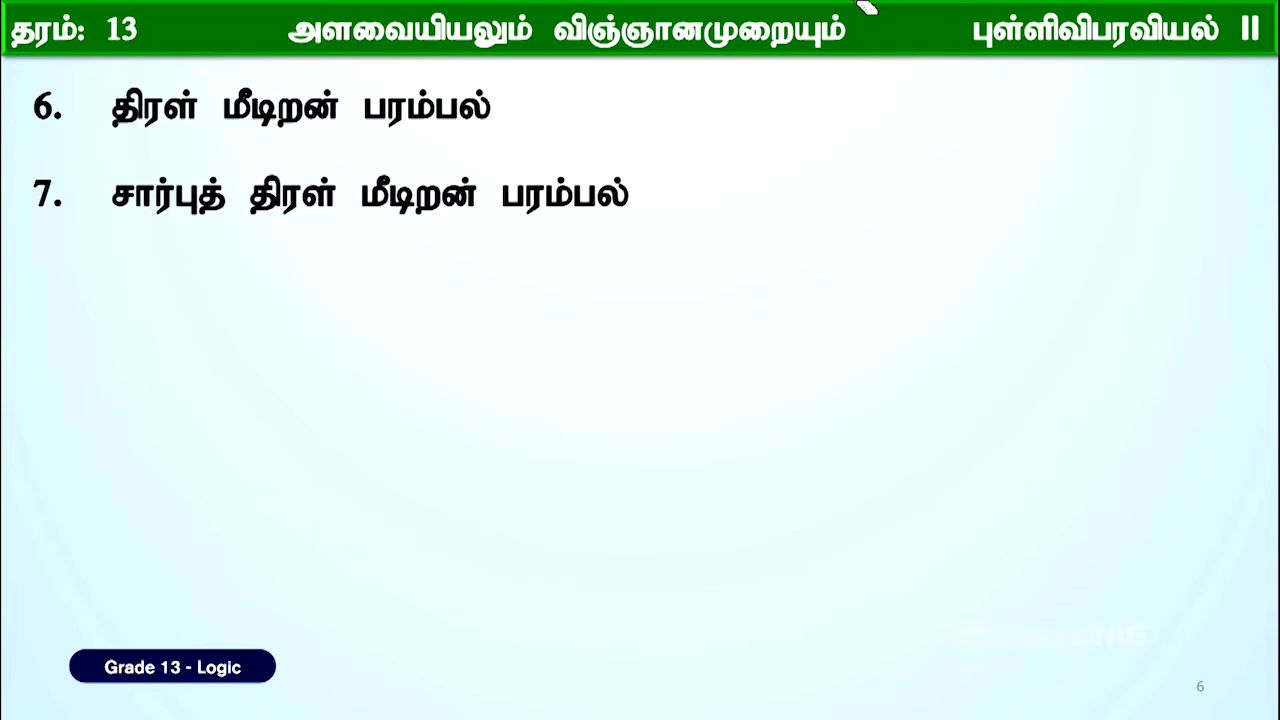 தரம்: 13 அளவையியலும் விஞ்ஞானமுறையும் புள்ளிவிபரவியல் II
6. திரள் மீடிறன் பரம்பல்
7. சார்புத் திரள் மீடிறன் பரம்பல்
NIE
Grade 13 - Logic
6